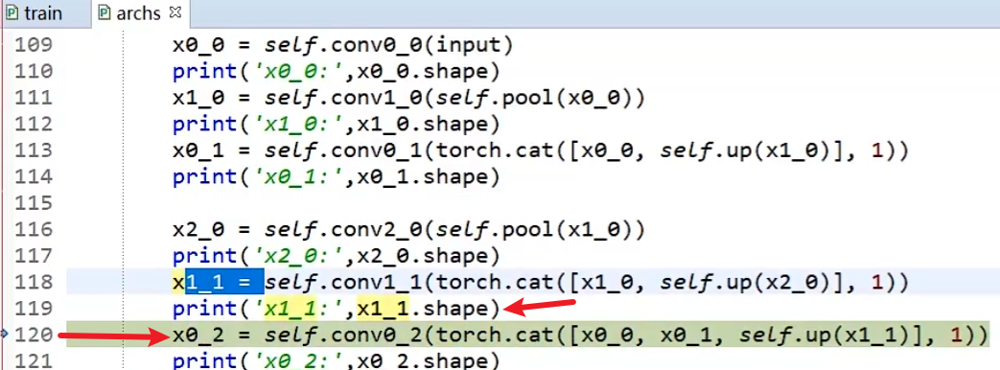 train archs
109 x0_0 = self.conv0_0(input)
110 print('x0_0:',x0_0.shape)
111 x1_0 = self.conv1_0(self.pool(x0_0))
112 print('x1_0:',x1_0.shape)
113 x0_1 = self.conv0_1(torch.cat([x0_0, self.up(x1_0)], 1))
114 print('x0_1:',x0_1.shape)
115
116 x2_0 = self.conv2_0(self.pool(x1_0))
117 print('x2_0:',x2_0.shape)
118 x1_1 = self.conv1_1(torch.cat([x1_0, self.up(x2_0)], 1))
119 print('x1_1:',x1_1.shape)
120 x0_2 = self.conv0_2(torch.cat([x0_0, x0_1, self.up(x1_1)], 1))
121 print('x0_2:',x0_2.shape)